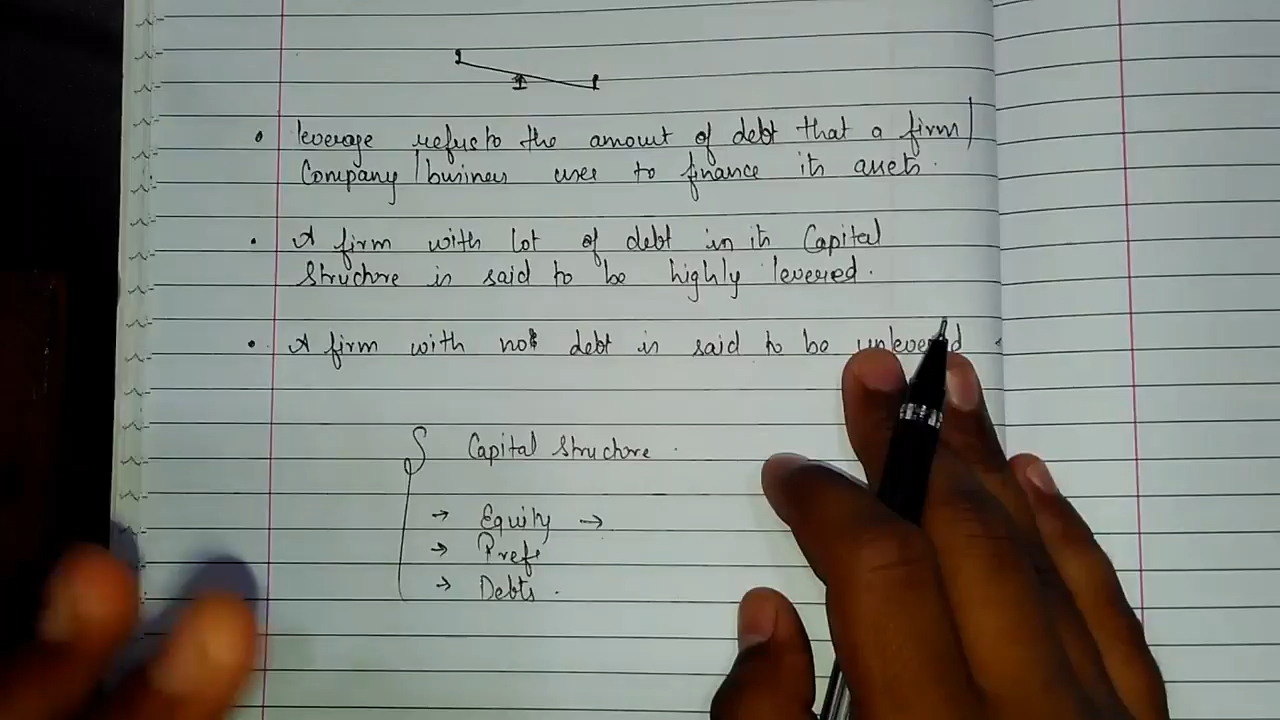 • leverage refers to the amount of debt that a firm/
Company/business uses to finance its assets.
• A firm with lot of debt in its Capital
Structure is said to be highly levered.
• A firm with no debt is said to be unlevered
Capital Structure.
→ Equity →
→ Prefe
→ Debts.